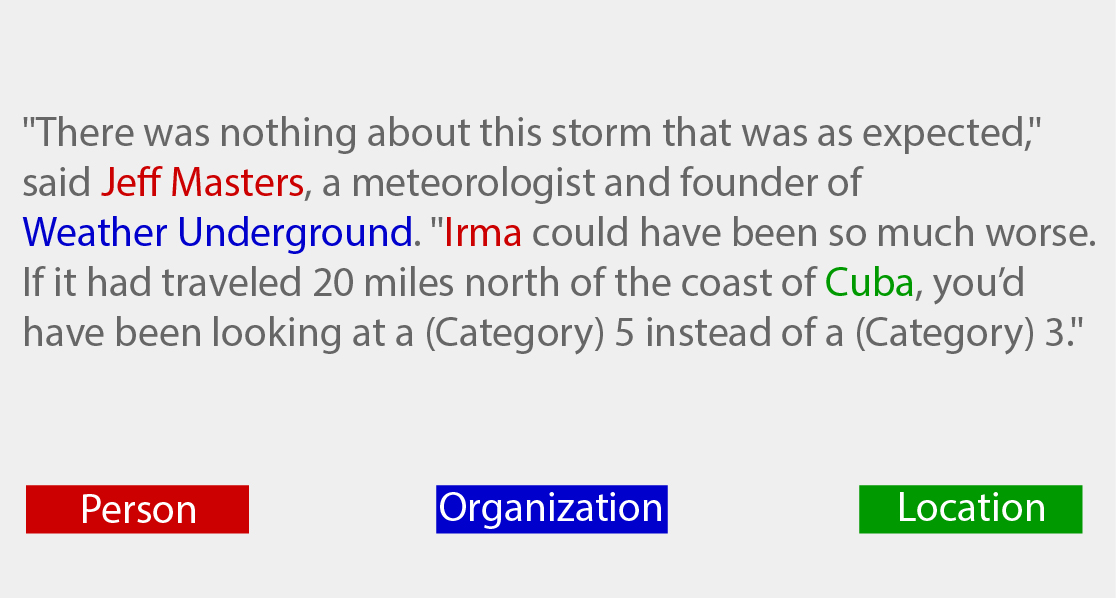 "There was nothing about this storm that was as expected,"
said Jeff Masters, a meteorologist and founder of
Weather Underground. "Irma could have been so much worse.
If it had traveled 20 miles north of the coast of Cuba, you’d
have been looking at a (Category) 5 instead of a (Category) 3."
Person Organization Location